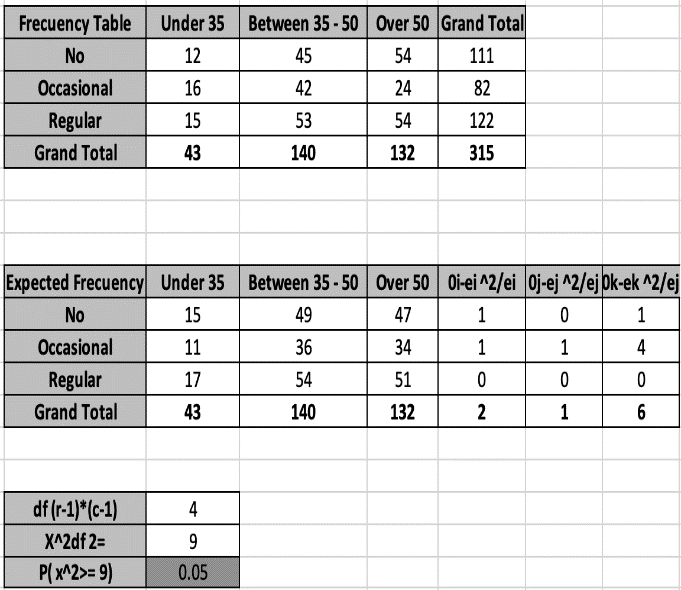 Frecuency Table Under 35 Between 35 - 50 Over 50 Grand Total
No 12 45 54 111
Occasional 16 42 24 82
Regular 15 53 54 122
Grand Total 43 140 132 315
Expected Frecuency Under 35 Between 35 - 50 Over 50 0i-ei ^2/ei 0j-ej ^2/ej 0k-ek ^2/ej
No 15 49 47 1 0 1
Occasional 11 36 34 1 1 4
Regular 17 54 51 0 0 0
Grand Total 43 140 132 2 1 6
df (r-1)*(c-1) 4
X^2df 2= 9
P( x^2>= 9) 0.05